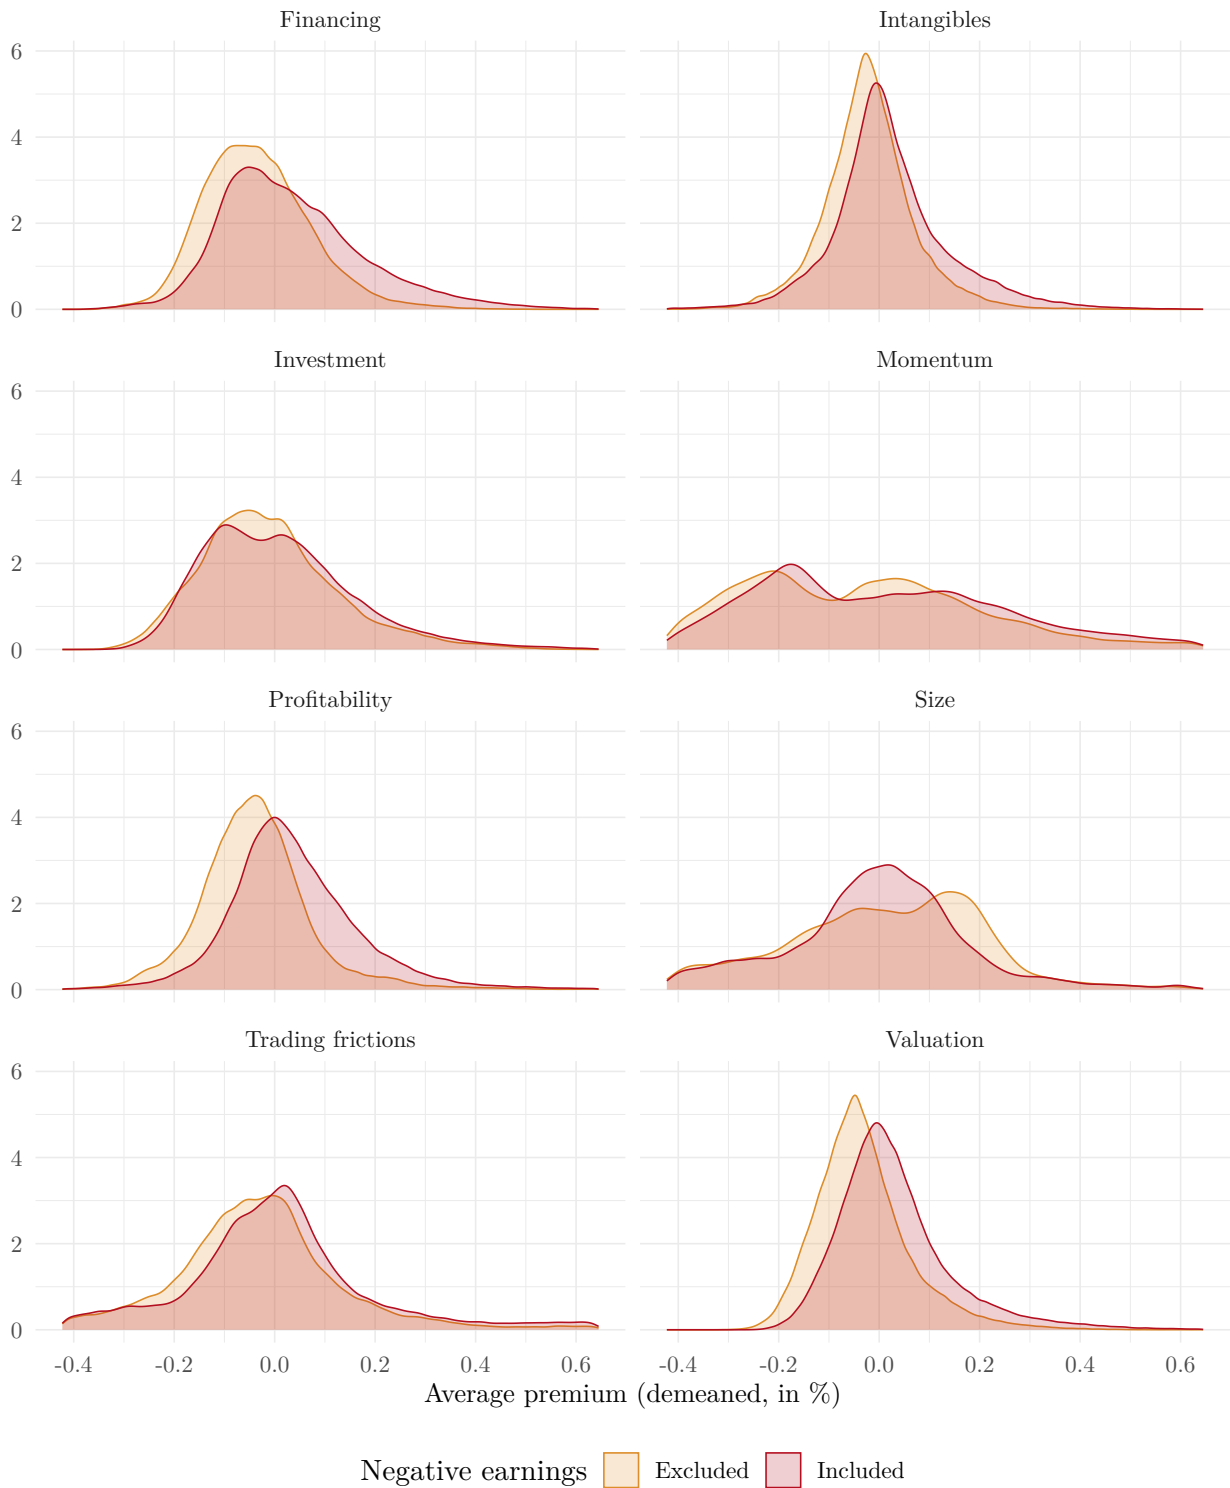 Financing
Intangibles
6
4
2
0
Investment
Momentum
6
4
2
0
Profitability
Size
6
4
2
0
Trading frictions
Valuation
6
4
2
0
-0.4 -0.2 0.0 0.2 0.4 0.6 -0.4 -0.2 0.0 0.2 0.4 0.6
Average premium (demeaned, in %)
Negative earnings Excluded Included